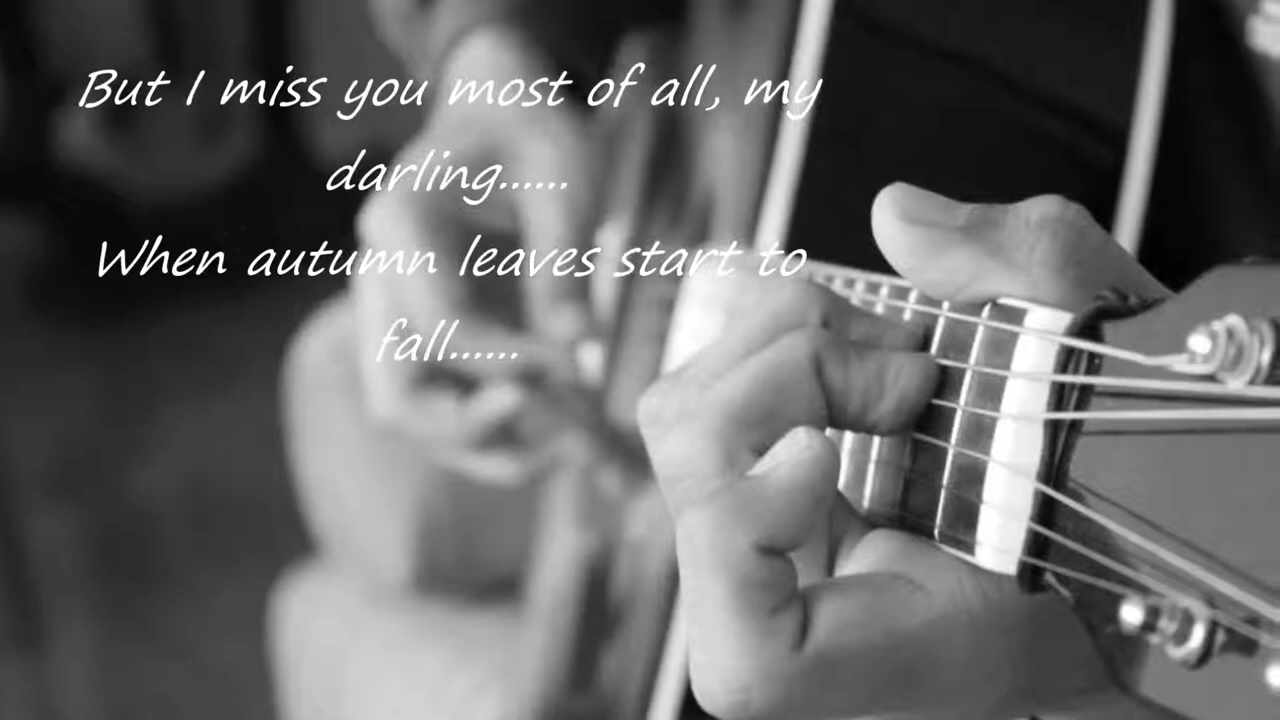 But I miss you most of all, my
darling......
When autumn leaves start to
fall......